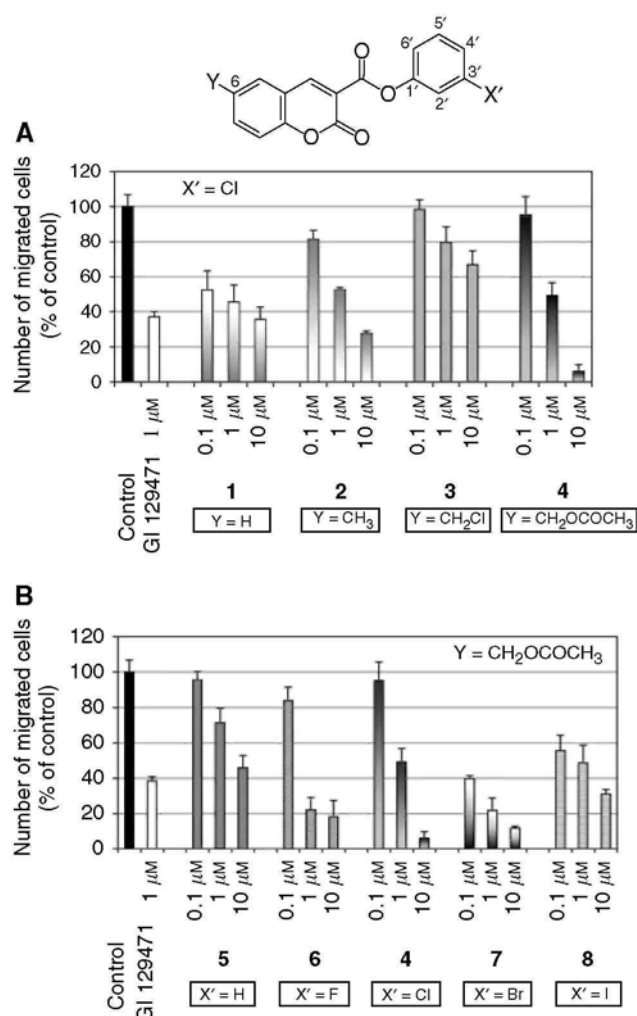 O
O
O
O
Y
6
X′
1′
2′
3′
4′
5′
6′
A
X′ = Cl
Number of migrated cells
(% of control)
120
100
80
60
40
20
0
Control
GI 129471
1 μM
0.1 μM
1 μM
10 μM
0.1 μM
1 μM
10 μM
0.1 μM
1 μM
10 μM
0.1 μM
1 μM
10 μM
1 2 3 4
Y = H Y = CH3 Y = CH2Cl Y = CH2OCOCH3
B
Y = CH2OCOCH3
Number of migrated cells
(% of control)
120
100
80
60
40
20
0
Control
GI 129471
1 μM
0.1 μM
1 μM
10 μM
0.1 μM
1 μM
10 μM
0.1 μM
1 μM
10 μM
0.1 μM
1 μM
10 μM
0.1 μM
1 μM
10 μM
5 6 4 7 8
X′ = H X′ = F X′ = Cl X′ = Br X′ = I